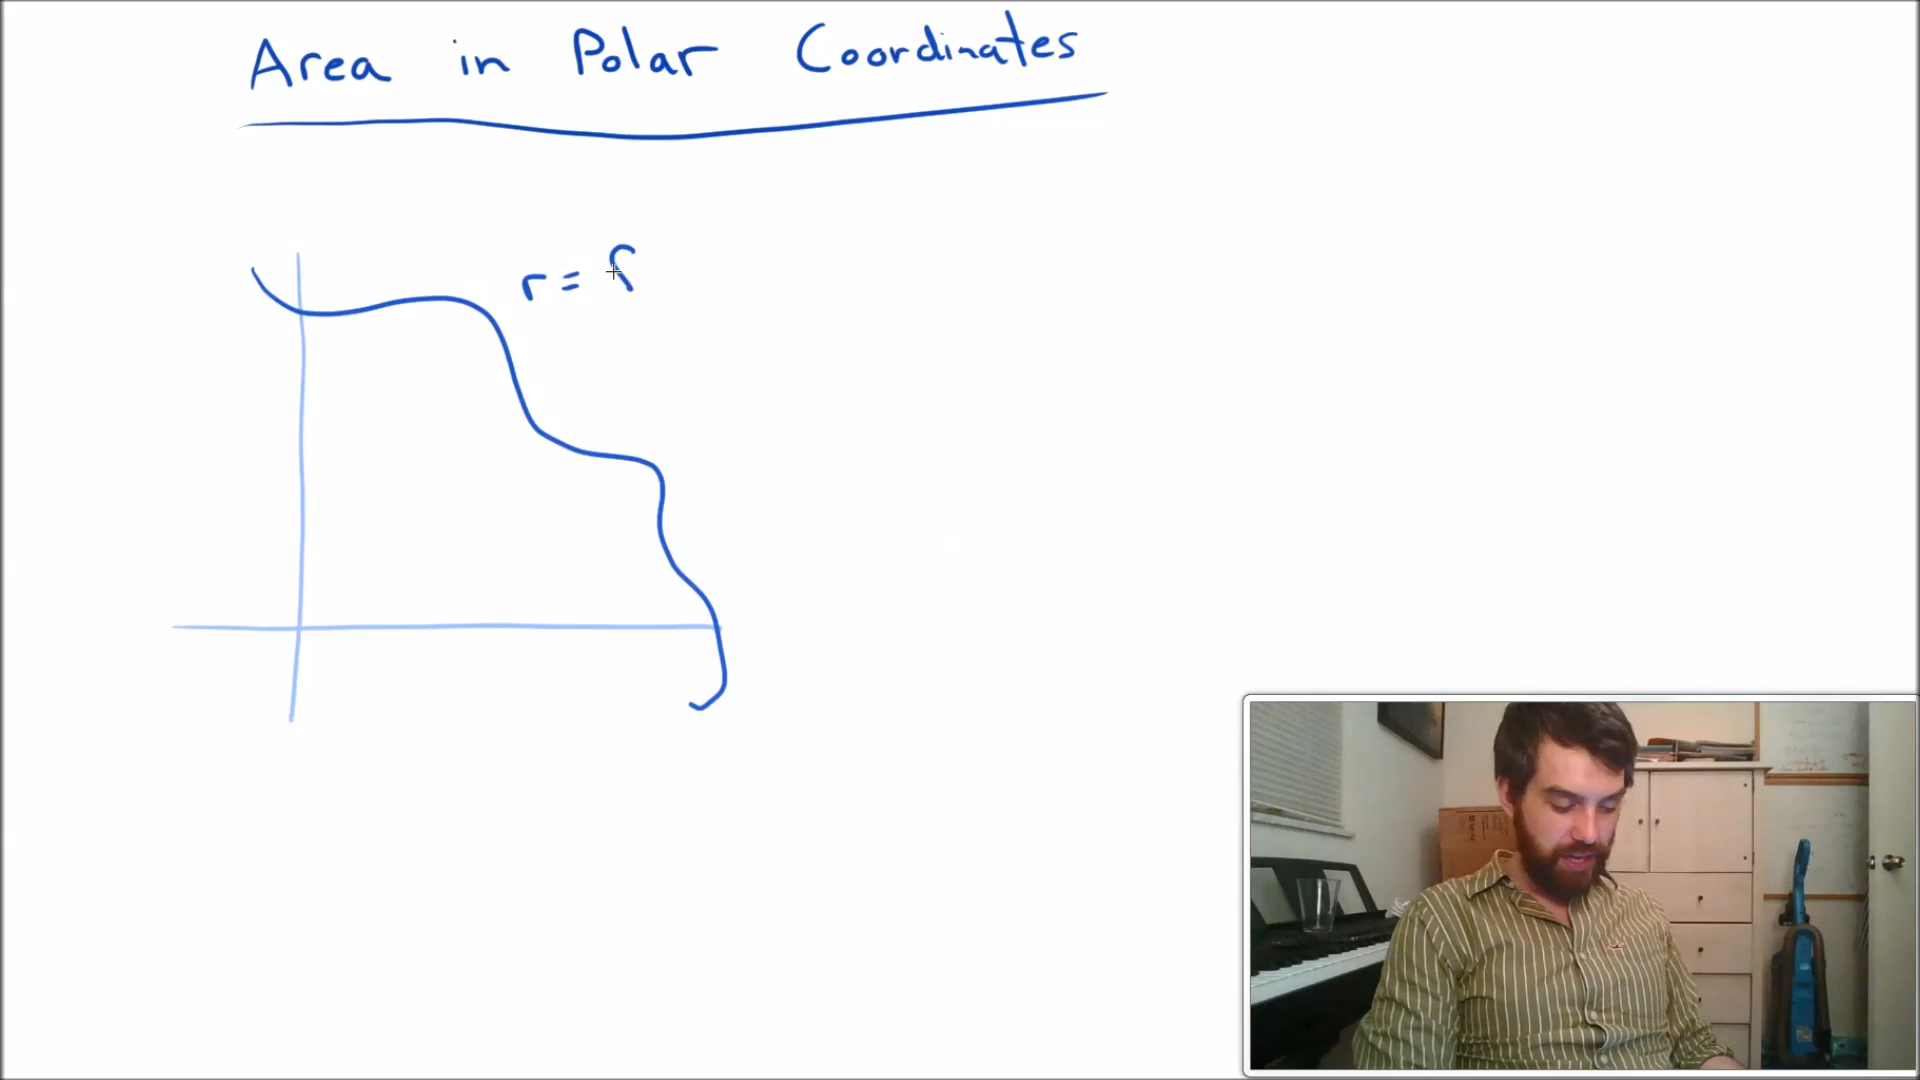 Area in Polar Coordinates
r = f